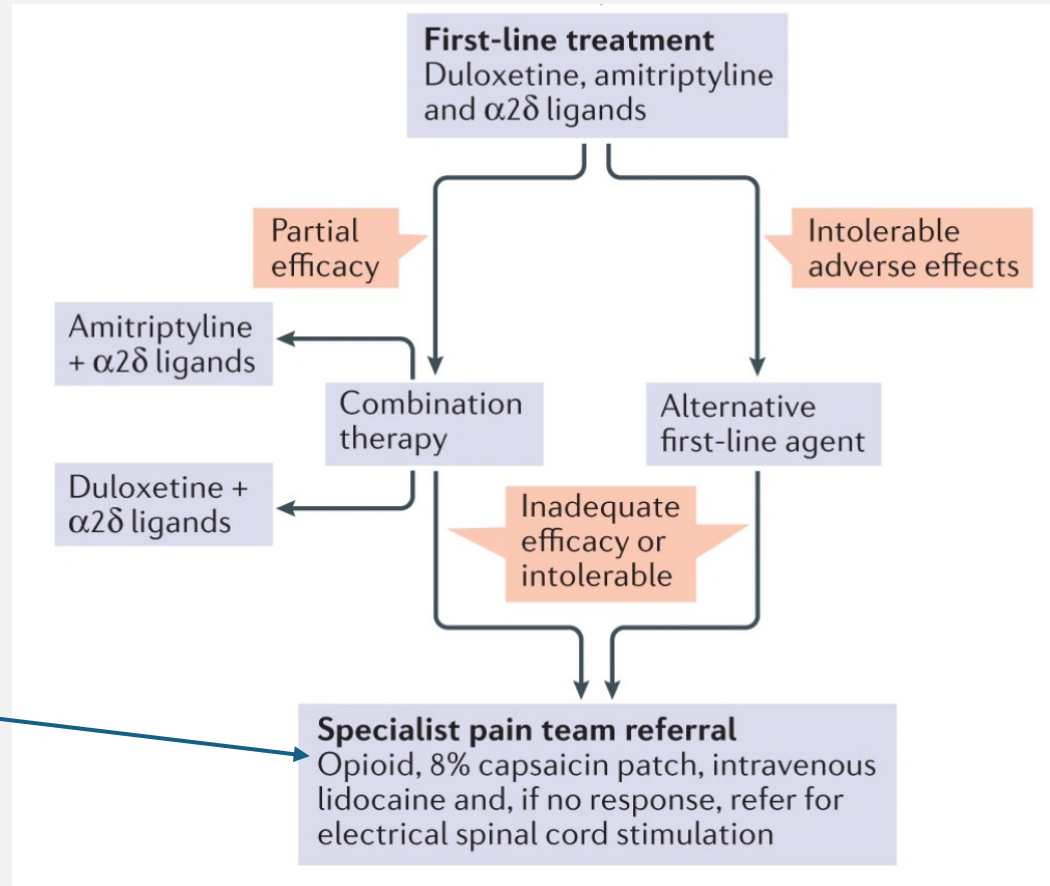 First-line treatment
Duloxetine, amitriptyline
and α2δ ligands
Partial
efficacy
Intolerable
adverse effects
Amitriptyline
+ α2δ ligands
Combination
therapy
Alternative
first-line agent
Duloxetine +
α2δ ligands
Inadequate
efficacy or
intolerable
Specialist pain team referral
Opioid, 8% capsaicin patch, intravenous
lidocaine and, if no response, refer for
electrical spinal cord stimulation